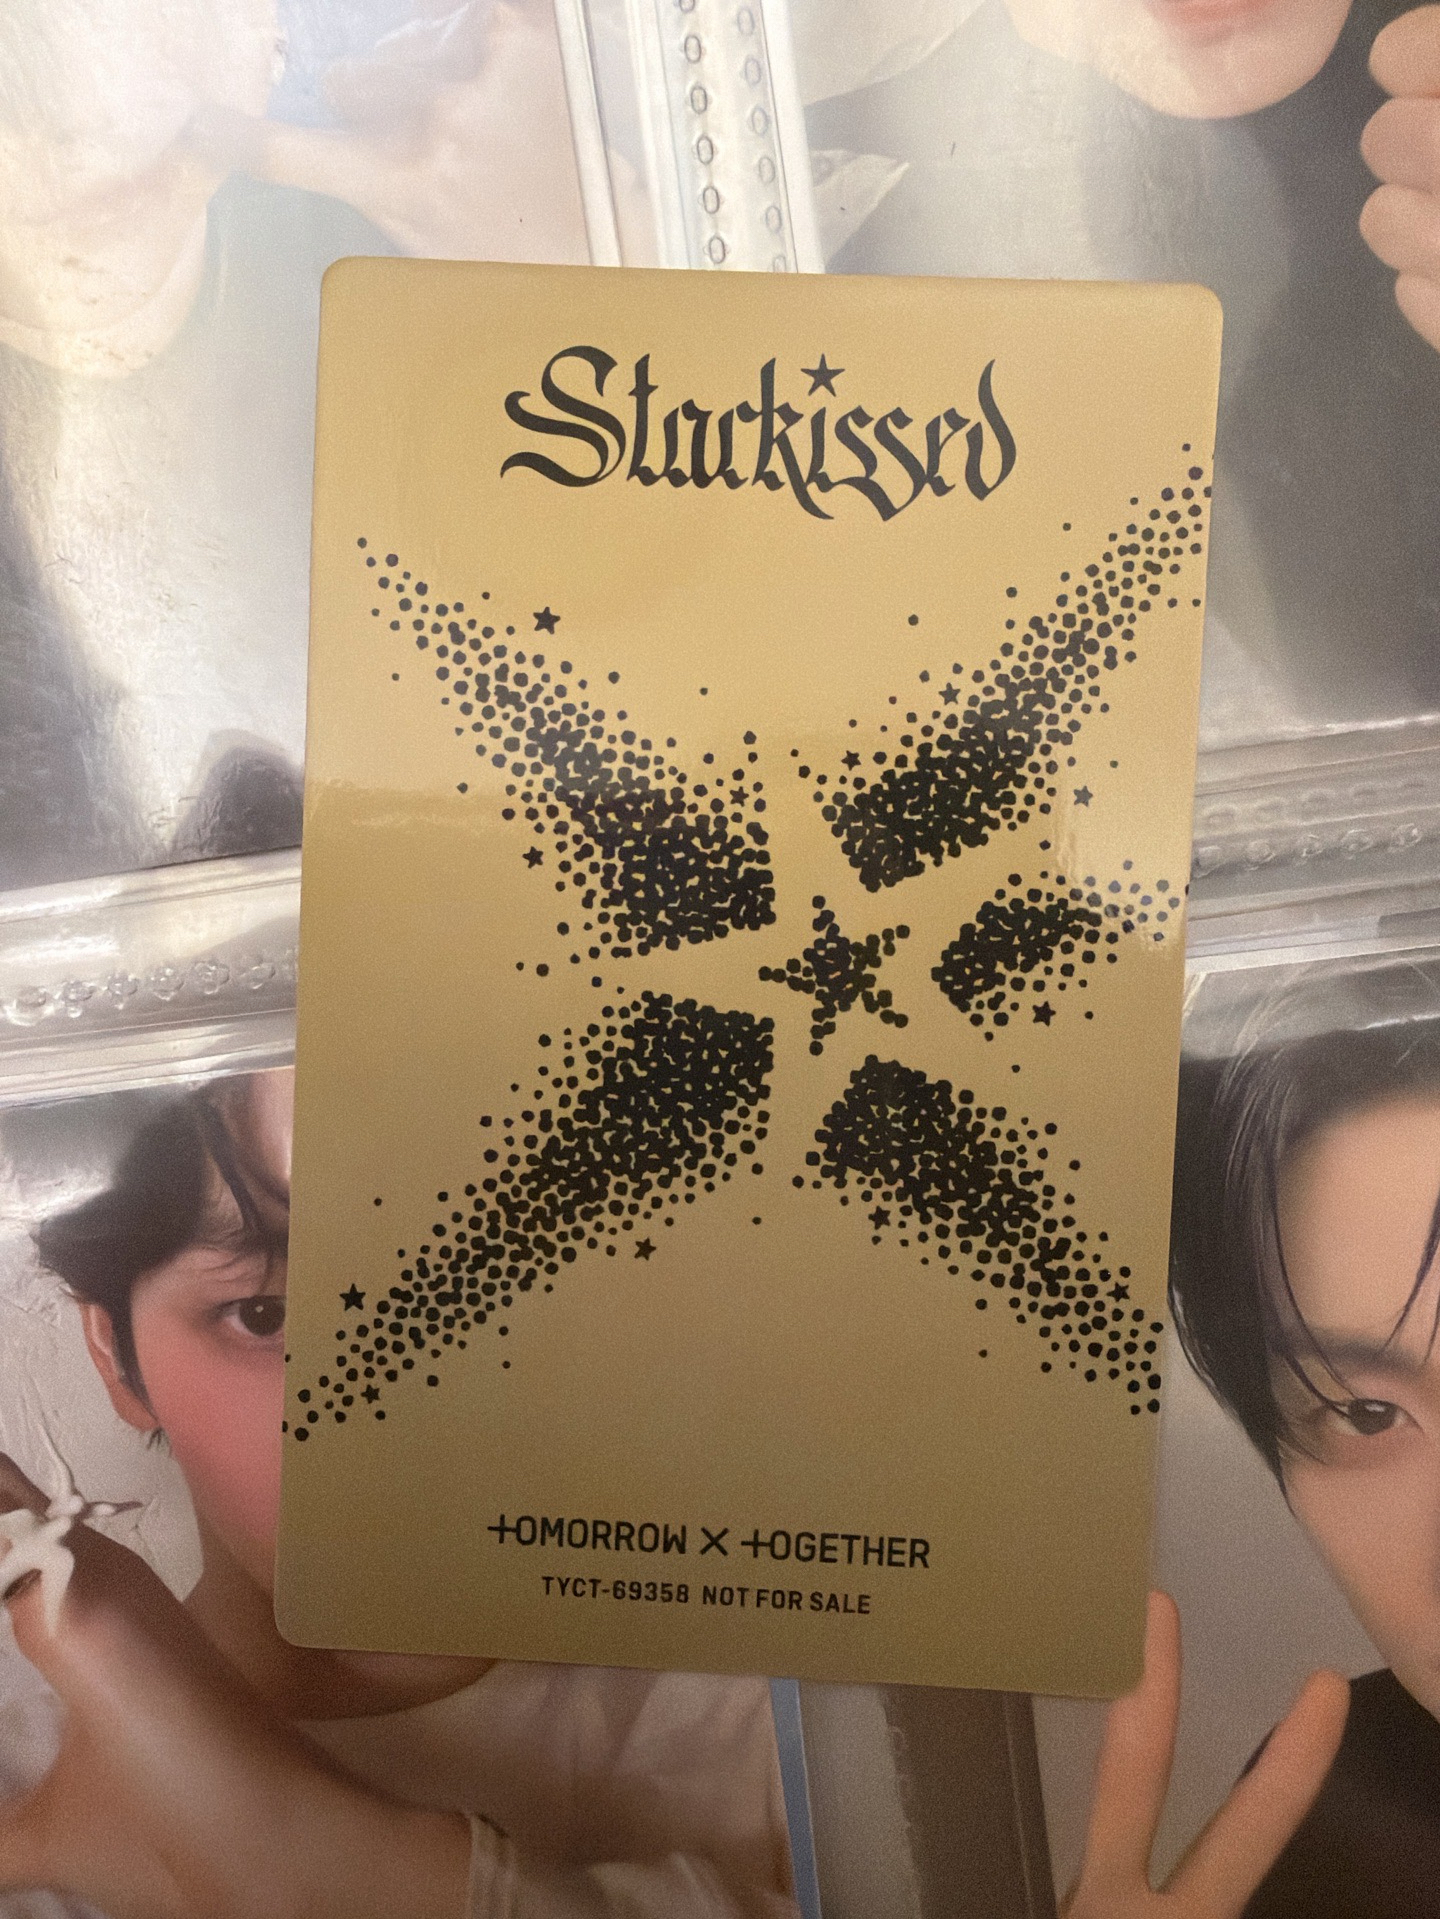 Starkissed
TOMORROW X TOGETHER
TYCT-69358 NOT FOR SALE